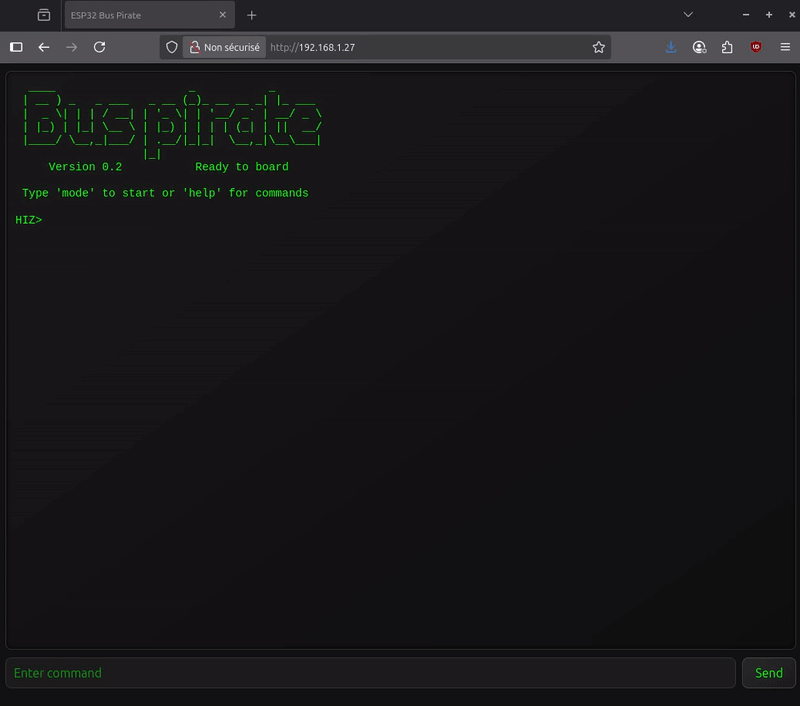 ESP32 Bus Pirate
Non sécurisé http://192.168.1.27
Buspirate
Version 0.2 Ready to board
Type 'mode' to start or 'help' for commands
HIZ>
Enter command Send